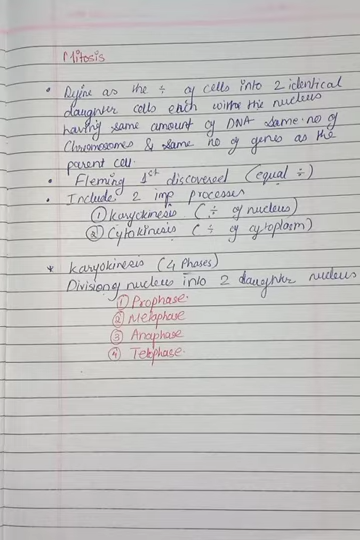 Mitosis
• Define as the ÷ of cells into 2 identical
daughter cells each with the nucleus
having same amount of DNA same no of
Chromosomes & same no of genes as the
parent cell.
• Fleming 1st discovered (equal ÷)
• Include 2 imp processes
① Karyokinesis (÷ of nucleus)
② Cytokinesis (÷ of cytoplasm)
* Karyokinesis (4 Phases)
Division of nucleus into 2 daughter nucleus
① Prophase.
② Metaphase
③ Anaphase
④ Telophase.